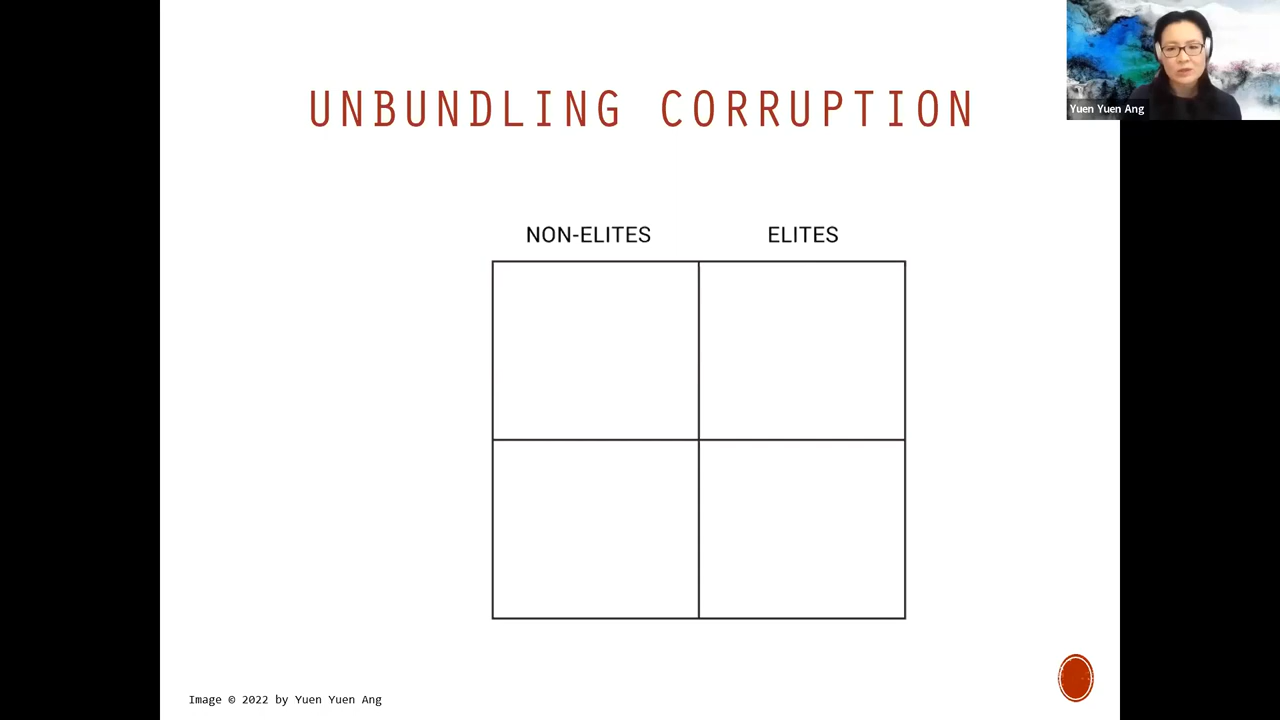 UNBUNDLING CORRUPTION
Yuen Yuen Ang
NON-ELITES ELITES
Image © 2022 by Yuen Yuen Ang